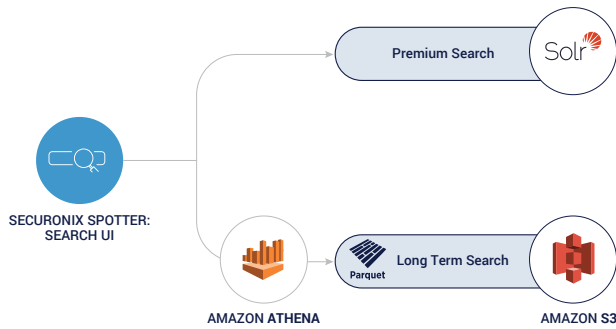 Premium Search
Solr
SECURONIX SPOTTER:
SEARCH UI
Parquet
Long Term Search
AMAZON ATHENA
AMAZON S3